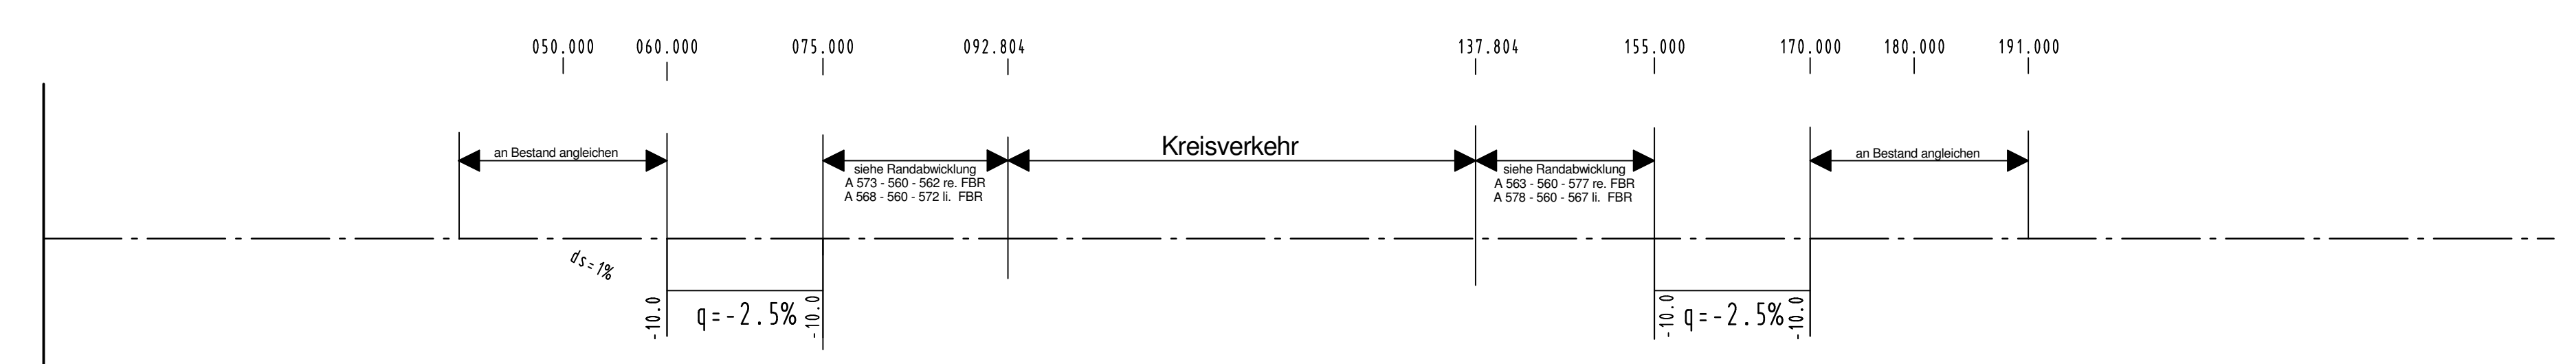 050.000 060.000 075.000 092.804 137.804 155.000 170.000 180.000 191.000
an Bestand angleichen
siehe Randabwicklung
A 573 - 560 - 562 re. FBR
A 568 - 560 - 572 li. FBR
Kreisverkehr
siehe Randabwicklung
A 563 - 560 - 577 re. FBR
A 578 - 560 - 567 li. FBR
an Bestand angleichen
ds=1%
-10.0
q=-2.5%
-10.0
-10.0
q=-2.5%
-10.0